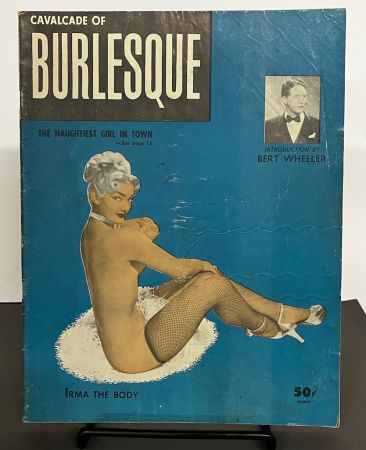 CAVALCADE OF
BURLESQUE
THE NAUGHTIEST GIRL IN TOWN
—See page 15
INTRODUCTION BY
BERT WHEELER
IRMA THE BODY
50¢
MARCH